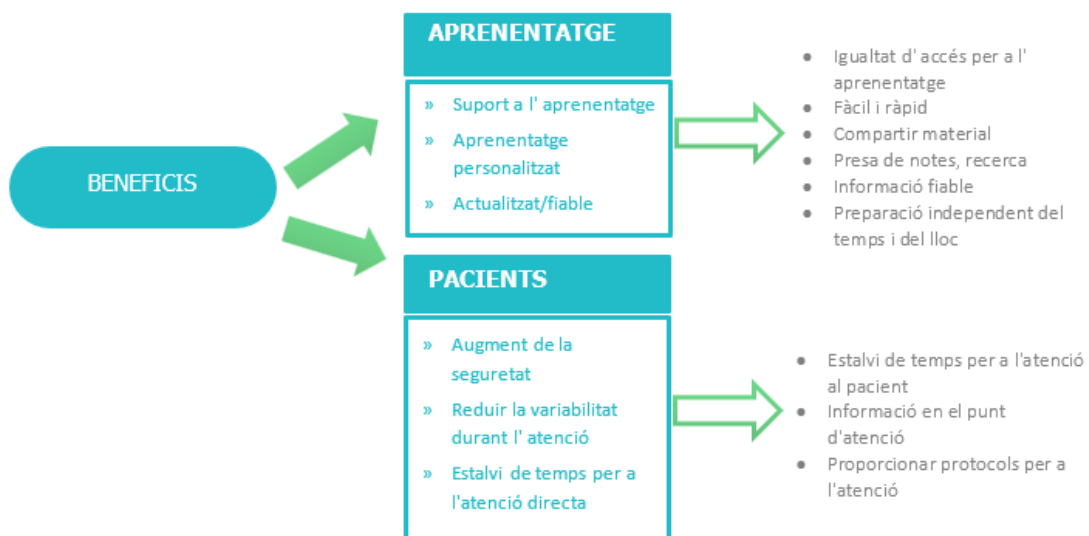 BENEFICIS
APRENENTATGE
» Suport a l' aprenentatge
» Aprenentatge
personalitzat
» Actualitzat/fiable
● Igualtat d' accés per a l'
aprenentatge
● Fàcil i ràpid
● Compartir material
● Presa de notes, recerca
● Informació fiable
● Preparació independent del
temps i del lloc
PACIENTS
» Augment de la
seguretat
» Reduir la variabilitat
durant l' atenció
» Estalvi de temps per a
l'atenció directa
● Estalvi de temps per a l'atenció
al pacient
● Informació en el punt
d'atenció
● Proporcionar protocols per a
l'atenció